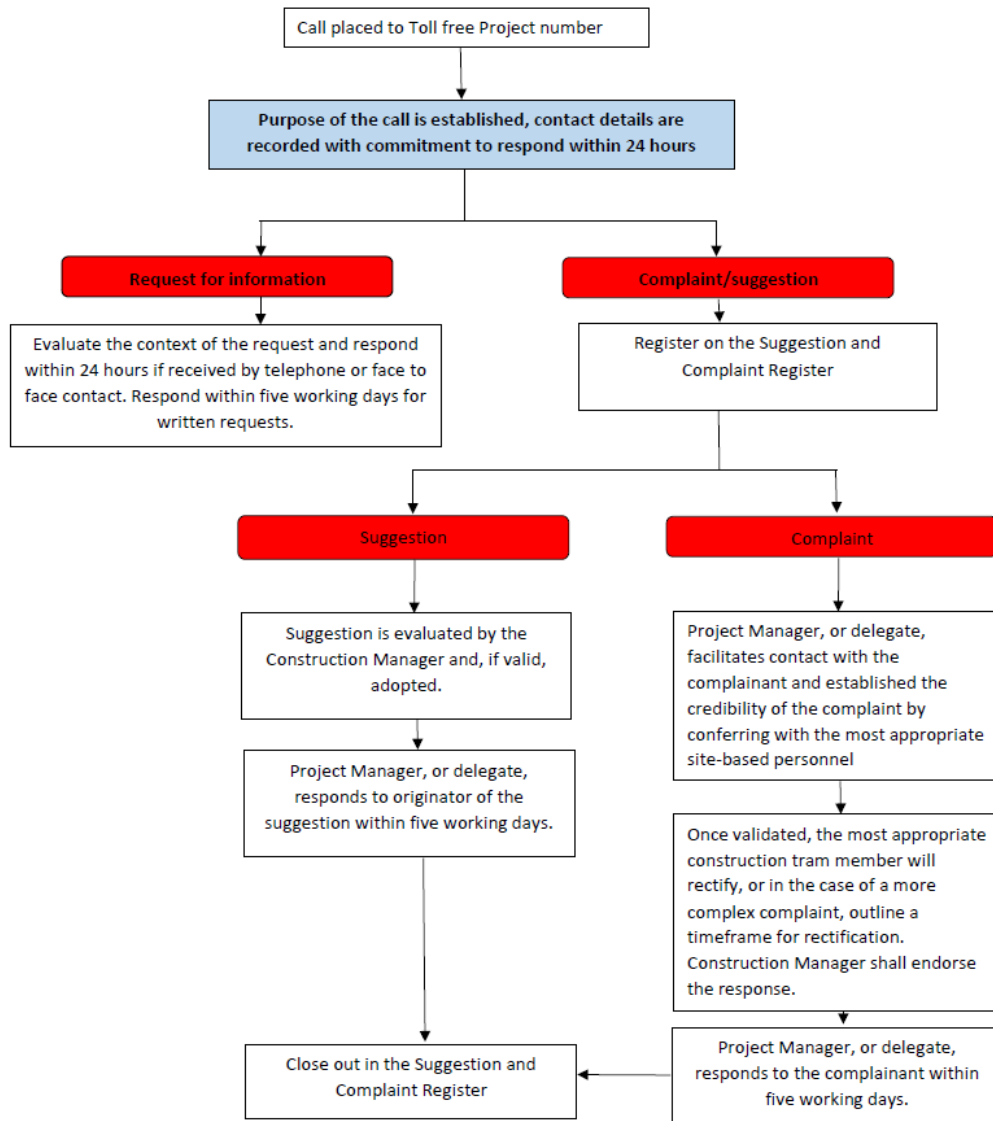 Call placed to Toll free Project number
Purpose of the call is established, contact details are
recorded with commitment to respond within 24 hours
Request for information
Complaint/suggestion
Evaluate the context of the request and respond
within 24 hours if received by telephone or face to
face contact. Respond within five working days for
written requests.
Register on the Suggestion and
Complaint Register
Suggestion
Complaint
Suggestion is evaluated by the
Construction Manager and, if valid,
adopted.
Project Manager, or delegate,
facilitates contact with the
complainant and established the
credibility of the complaint by
conferring with the most appropriate
site-based personnel
Project Manager, or delegate,
responds to originator of the
suggestion within five working days.
Once validated, the most appropriate
construction tram member will
rectify, or in the case of a more
complex complaint, outline a
timeframe for rectification.
Construction Manager shall endorse
the response.
Project Manager, or delegate,
responds to the complainant within
five working days.
Close out in the Suggestion and
Complaint Register